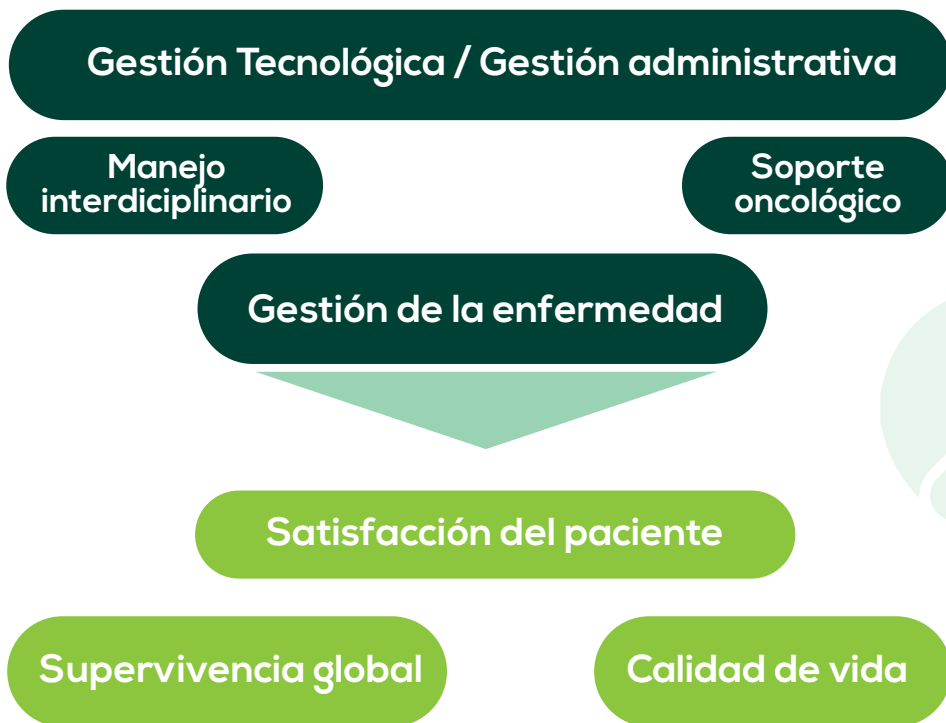 Gestión Tecnológica / Gestión administrativa
Manejo
interdiciplinario
Soporte
oncológico
Gestión de la enfermedad
Satisfacción del paciente
Supervivencia global
Calidad de vida